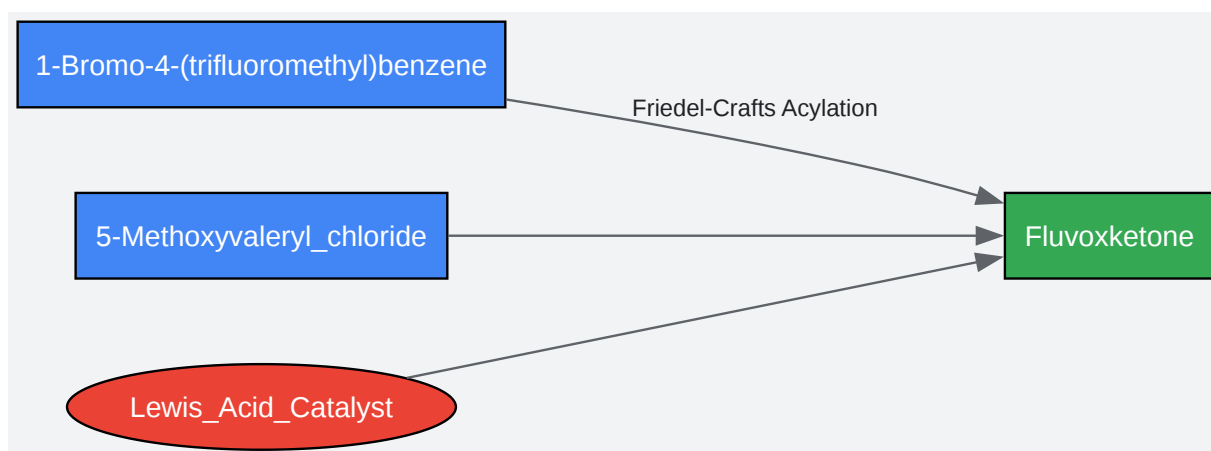 1-Bromo-4-(trifluoromethyl)benzene
Friedel-Crafts Acylation
5-Methoxyvaleryl_chloride
Fluvoxketone
Lewis_Acid_Catalyst